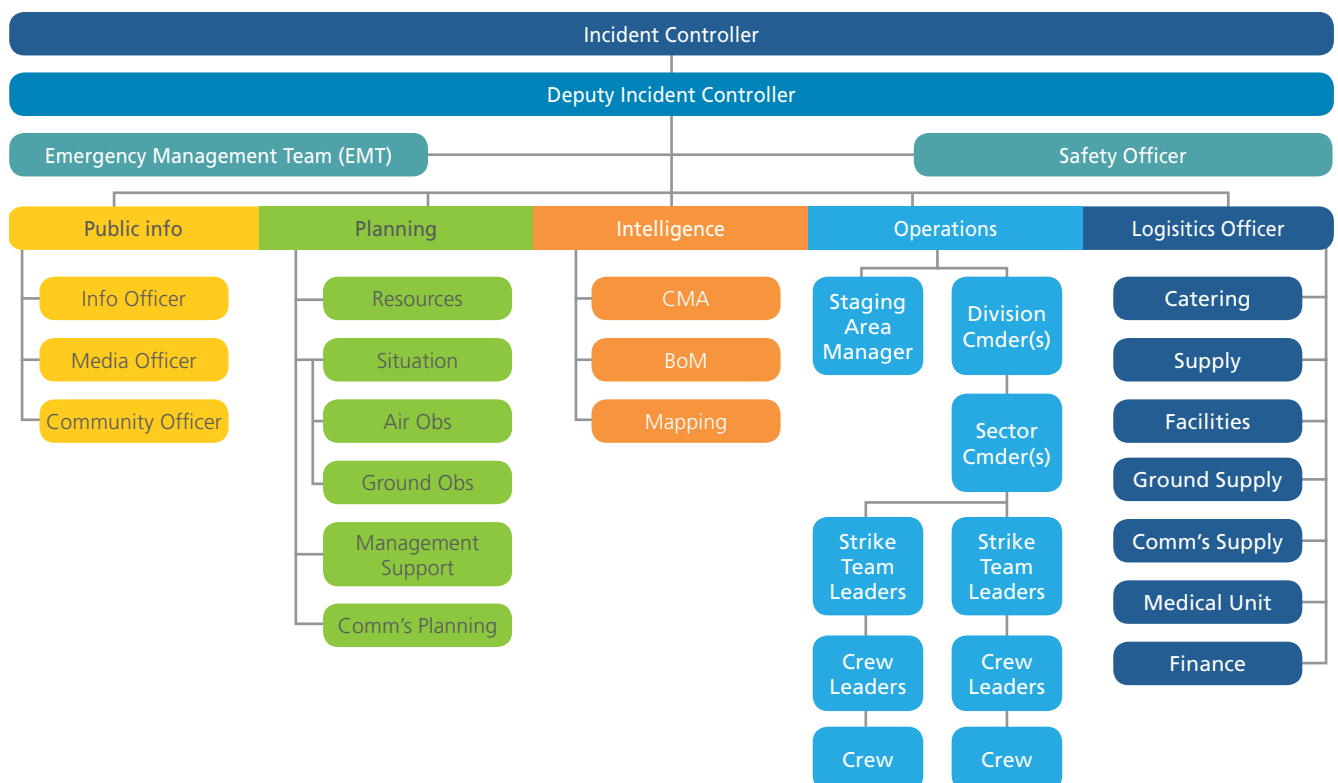 Incident Controller
Deputy Incident Controller
Emergency Management Team (EMT)
Safety Officer
Public info
Planning
Intelligence
Operations
Logisitics Officer
Info Officer
Media Officer
Community Officer
Resources
Situation
Air Obs
Ground Obs
Management
Support
Comm's Planning
CMA
BoM
Mapping
Staging
Area
Manager
Division
Cmder(s)
Sector
Cmder(s)
Strike
Team
Leaders
Crew
Leaders
Crew
Strike
Team
Leaders
Crew
Leaders
Crew
Catering
Supply
Facilities
Ground Supply
Comm's Supply
Medical Unit
Finance